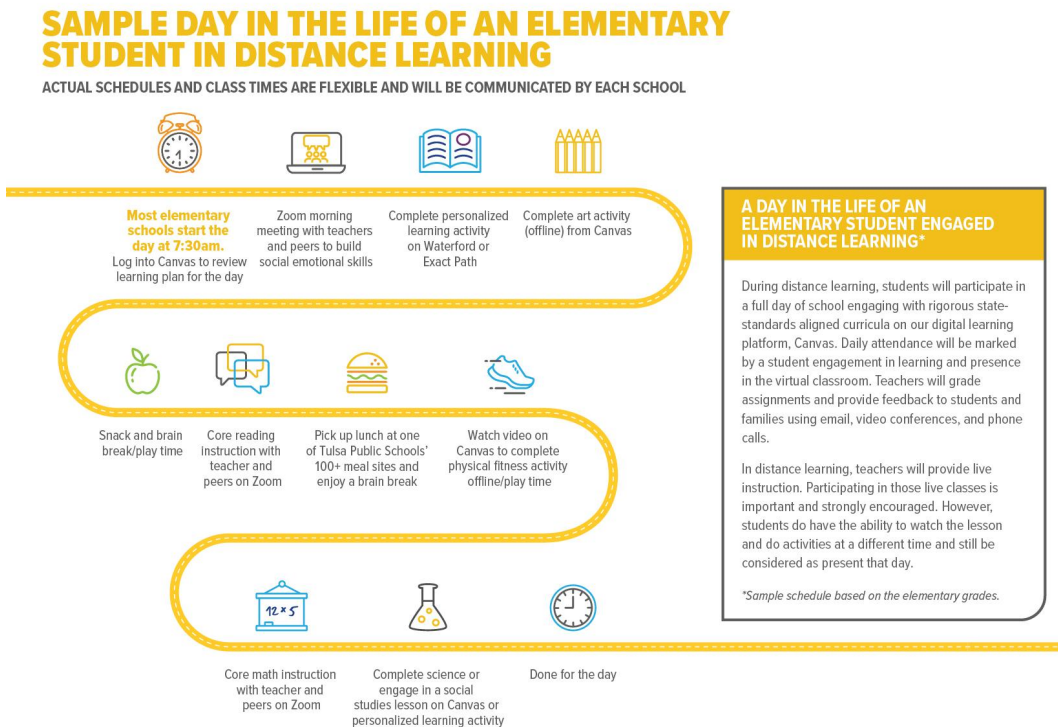 SAMPLE DAY IN THE LIFE OF AN ELEMENTARY
STUDENT IN DISTANCE LEARNING
ACTUAL SCHEDULES AND CLASS TIMES ARE FLEXIBLE AND WILL BE COMMUNICATED BY EACH SCHOOL
1
Most elementary
schools start the
day at 7:30am.
Log into Canvas to review
learning plan for the day
Zoom morning
meeting with teachers
and peers to build
social emotional skills
Complete personalized
learning activity
on Waterford or
Exact Path
Complete art activity
(offline) from Canvas
Snack and brain
break/play time
Core reading
instruction with
teacher and
peers on Zoom
Pick up lunch at one
of Tulsa Public Schools'
100+ meal sites and
enjoy a brain break
Watch video on
Canvas to complete
physical fitness activity
offline/play time
12 x 5
Core math instruction
with teacher and
peers on Zoom
Complete science or
engage in a social
studies lesson on Canvas or
personalized learning activity
Done for the day
A DAY IN THE LIFE OF AN
ELEMENTARY STUDENT ENGAGED
IN DISTANCE LEARNING*
During distance learning, students will participate in
a full day of school engaging with rigorous state-
standards aligned curricula on our digital learning
platform, Canvas. Daily attendance will be marked
by a student engagement in learning and presence
in the virtual classroom. Teachers will grade
assignments and provide feedback to students and
families using email, video conferences, and phone
calls.
In distance learning, teachers will provide live
instruction. Participating in those live classes is
important and strongly encouraged. However,
students do have the ability to watch the lesson
and do activities at a different time and still be
considered as present that day.
*Sample schedule based on the elementary grades.